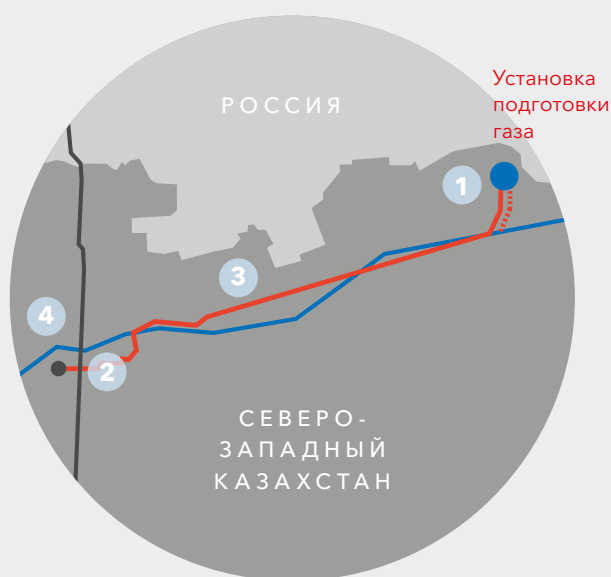 РОССИЯ
Установка
подготовки
газа
1
3
4
2
СЕВЕРО-
ЗАПАДНЫЙ
КАЗАХСТАН